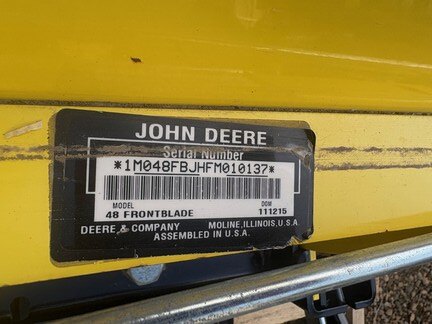 JOHN DEERE
Serial Number
*1M048FBJHFM010137*
MODEL DOM
48 FRONTBLADE 111215
DEERE & COMPANY MOLINE, ILLINOIS, U.S.A
ASSEMBLED IN U.S.A.